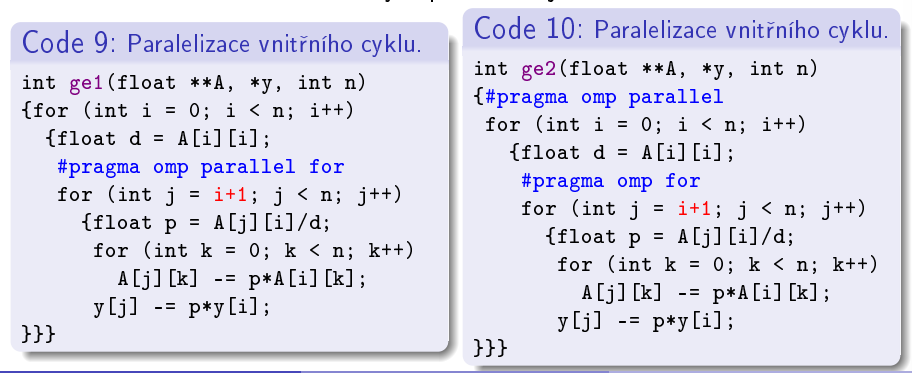 Code 9: Paralelizace vnitřního cyklu.
int ge1(float **A, *y, int n)
{for (int i = 0; i < n; i++)
{float d = A[i][i];
#pragma omp parallel for
for (int j = i+1; j < n; j++)
{float p = A[j][i]/d;
for (int k = 0; k < n; k++)
A[j][k] -= p*A[i][k];
y[j] -= p*y[i];
}}}
Code 10: Paralelizace vnitřního cyklu.
int ge2(float **A, *y, int n)
{#pragma omp parallel
for (int i = 0; i < n; i++)
{float d = A[i][i];
#pragma omp for
for (int j = i+1; j < n; j++)
{float p = A[j][i]/d;
for (int k = 0; k < n; k++)
A[j][k] -= p*A[i][k];
y[j] -= p*y[i];
}}}